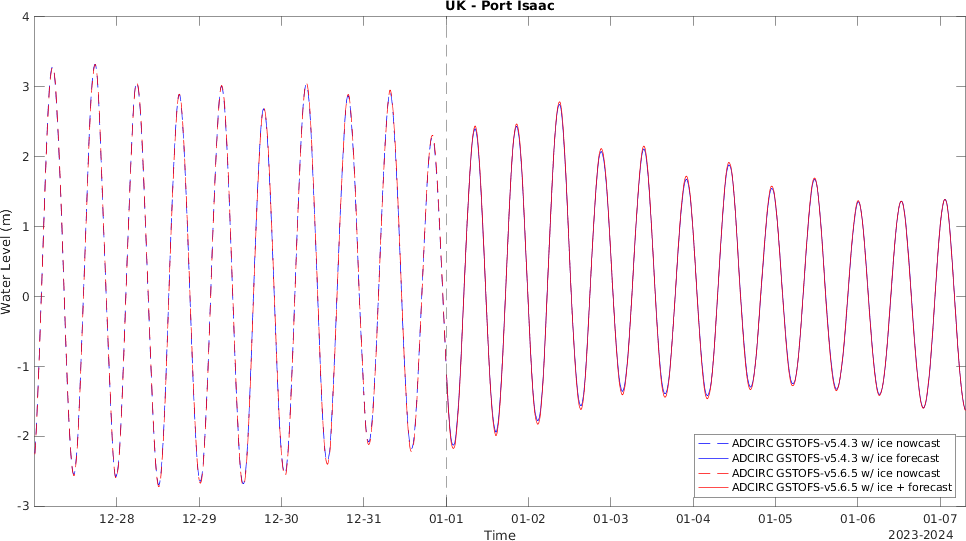 UK - Port Isaac
4
3
2
1
0
-1
-2
-3
Water Level (m)
12-28 12-29 12-30 12-31 01-01 01-02 01-03 01-04 01-05 01-06 01-07
Time
2023-2024
ADCIRC GSTOFS-v5.4.3 w/ ice nowcast
ADCIRC GSTOFS-v5.4.3 w/ ice forecast
ADCIRC GSTOFS-v5.6.5 w/ ice nowcast
ADCIRC GSTOFS-v5.6.5 w/ ice + forecast